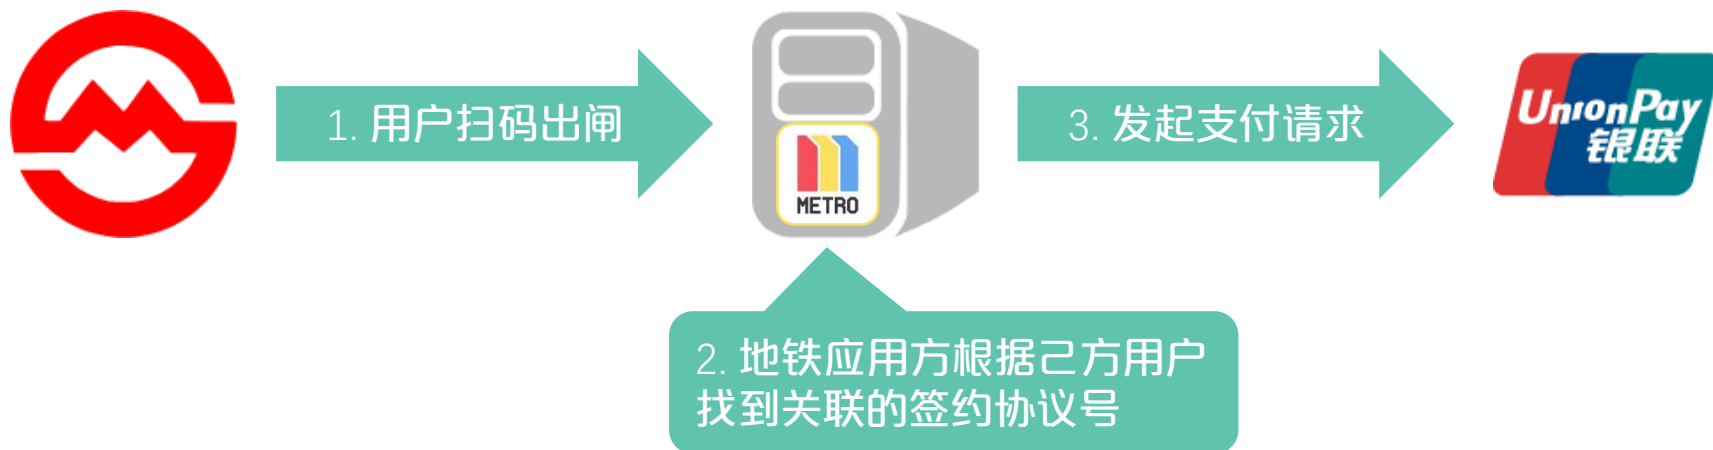 1. 用户扫码出闸
METRO
3. 发起支付请求
UnionPay
银联
2. 地铁应用方根据己方用户
找到关联的签约协议号